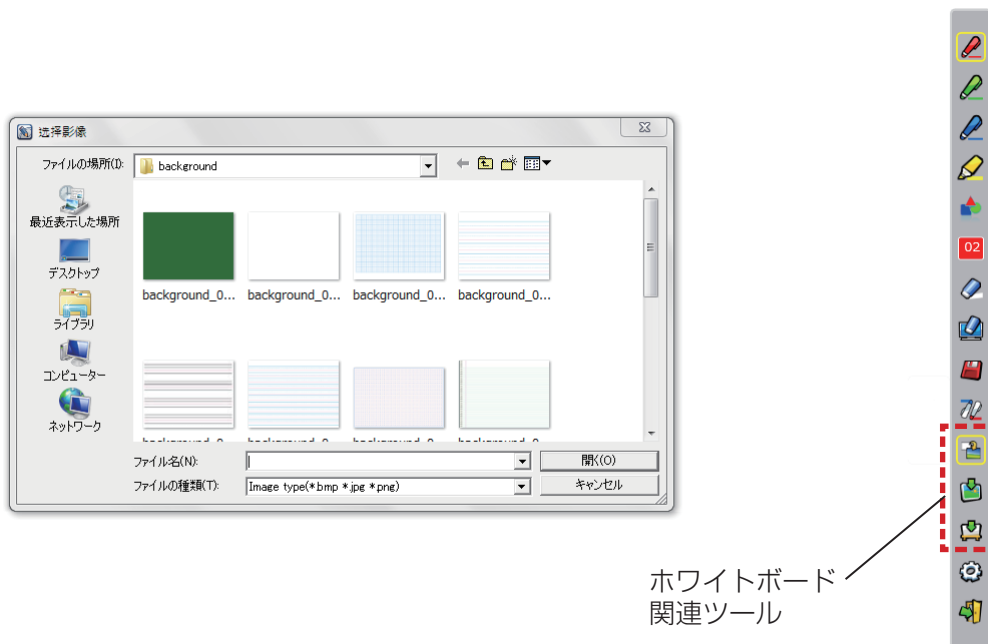 选择影像
ファイルの場所(I):
background
最近表示した場所
デスクトップ
ライブラリ
コンピューター
ネットワーク
background_0...
background_0...
background_0...
background_0...
ファイル名(N):
開く(O)
ファイルの種類(T):
Image type(*.bmp *.jpg *.png)
キャンセル
02
ホワイトボード
関連ツール